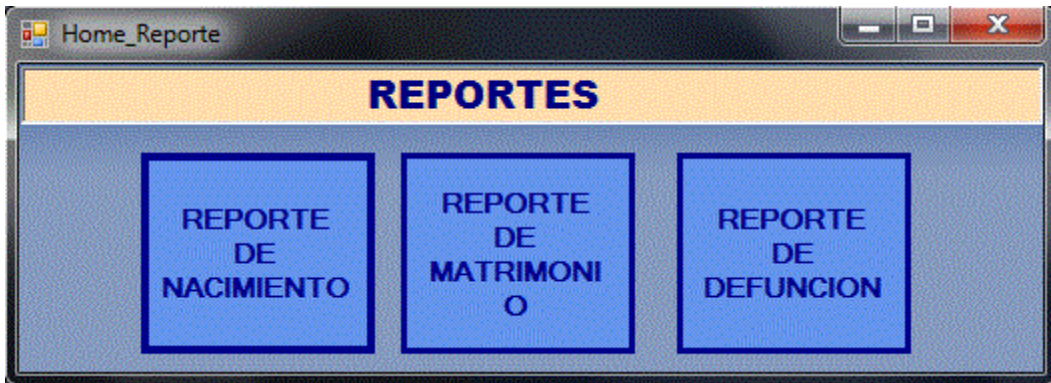 Home_Reporte
REPORTES
REPORTE
DE
NACIMIENTO
REPORTE
DE
MATRIMONI
O
REPORTE
DE
DEFUNCION